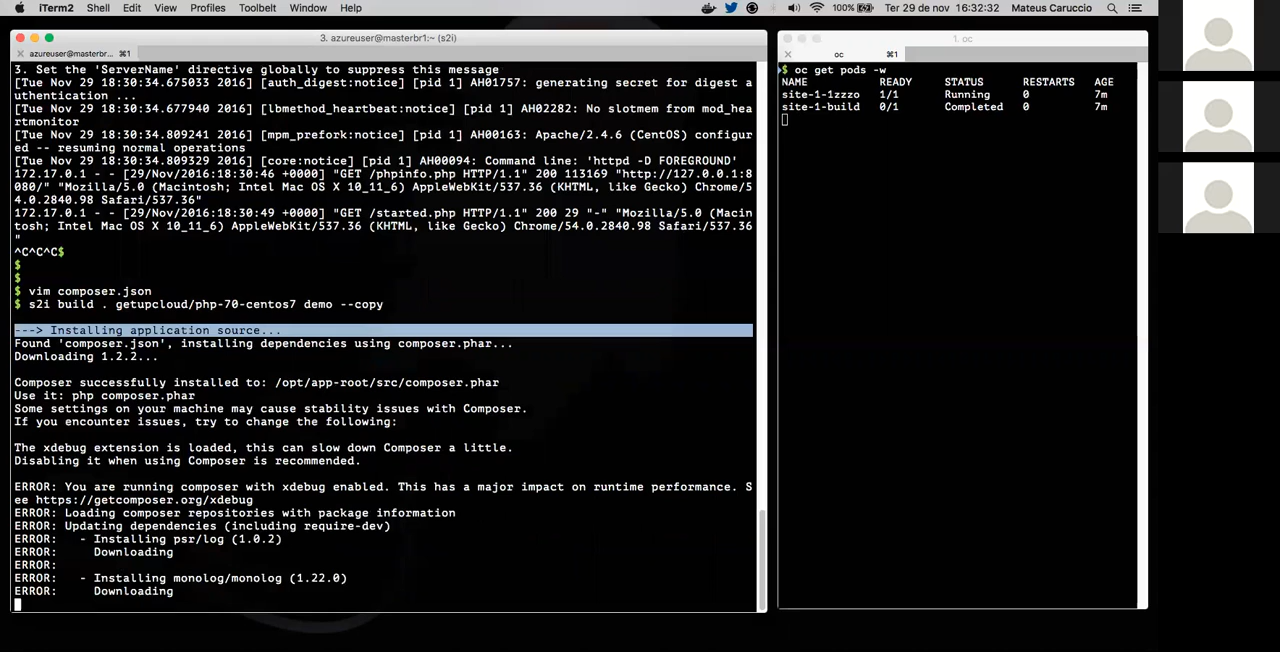 iTerm2 Shell Edit View Profiles Toolbelt Window Help 100% Ter 29 de nov 16:32:32 Mateus Caruccio
3. azureuser@masterbr1:~ (s2i)
azureuser@masterbr... ⌘1
3. Set the 'ServerName' directive globally to suppress this message
[Tue Nov 29 18:30:34.675033 2016] [auth_digest:notice] [pid 1] AH01757: generating secret for digest a
uthentication ...
[Tue Nov 29 18:30:34.677940 2016] [lbmethod_heartbeat:notice] [pid 1] AH02282: No slotmem from mod_hea
rtmonitor
[Tue Nov 29 18:30:34.809241 2016] [mpm_prefork:notice] [pid 1] AH00163: Apache/2.4.6 (CentOS) configur
ed -- resuming normal operations
[Tue Nov 29 18:30:34.809329 2016] [core:notice] [pid 1] AH00094: Command line: 'httpd -D FOREGROUND'
172.17.0.1 - - [29/Nov/2016:18:30:46 +0000] "GET /phpinfo.php HTTP/1.1" 200 113169 "http://127.0.0.1:8
080/" "Mozilla/5.0 (Macintosh; Intel Mac OS X 10_11_6) AppleWebKit/537.36 (KHTML, like Gecko) Chrome/5
4.0.2840.98 Safari/537.36"
172.17.0.1 - - [29/Nov/2016:18:30:49 +0000] "GET /started.php HTTP/1.1" 200 29 "-" "Mozilla/5.0 (Macin
tosh; Intel Mac OS X 10_11_6) AppleWebKit/537.36 (KHTML, like Gecko) Chrome/54.0.2840.98 Safari/537.36
"
^C^C^C$
$
$
$ vim composer.json
$ s2i build . getupcloud/php-70-centos7 demo --copy
---> Installing application source...
Found 'composer.json', installing dependencies using composer.phar...
Downloading 1.2.2...
Composer successfully installed to: /opt/app-root/src/composer.phar
Use it: php composer.phar
Some settings on your machine may cause stability issues with Composer.
If you encounter issues, try to change the following:
The xdebug extension is loaded, this can slow down Composer a little.
Disabling it when using Composer is recommended.
ERROR: You are running composer with xdebug enabled. This has a major impact on runtime performance. S
ee https://getcomposer.org/xdebug
ERROR: Loading composer repositories with package information
ERROR: Updating dependencies (including require-dev)
ERROR:   - Installing psr/log (1.0.2)
ERROR:     Downloading
ERROR:
ERROR:   - Installing monolog/monolog (1.22.0)
ERROR:     Downloading
1. oc
oc ⌘1
$ oc get pods -w
NAME READY STATUS RESTARTS AGE
site-1-1zzzo 1/1 Running 0 7m
site-1-build 0/1 Completed 0 7m